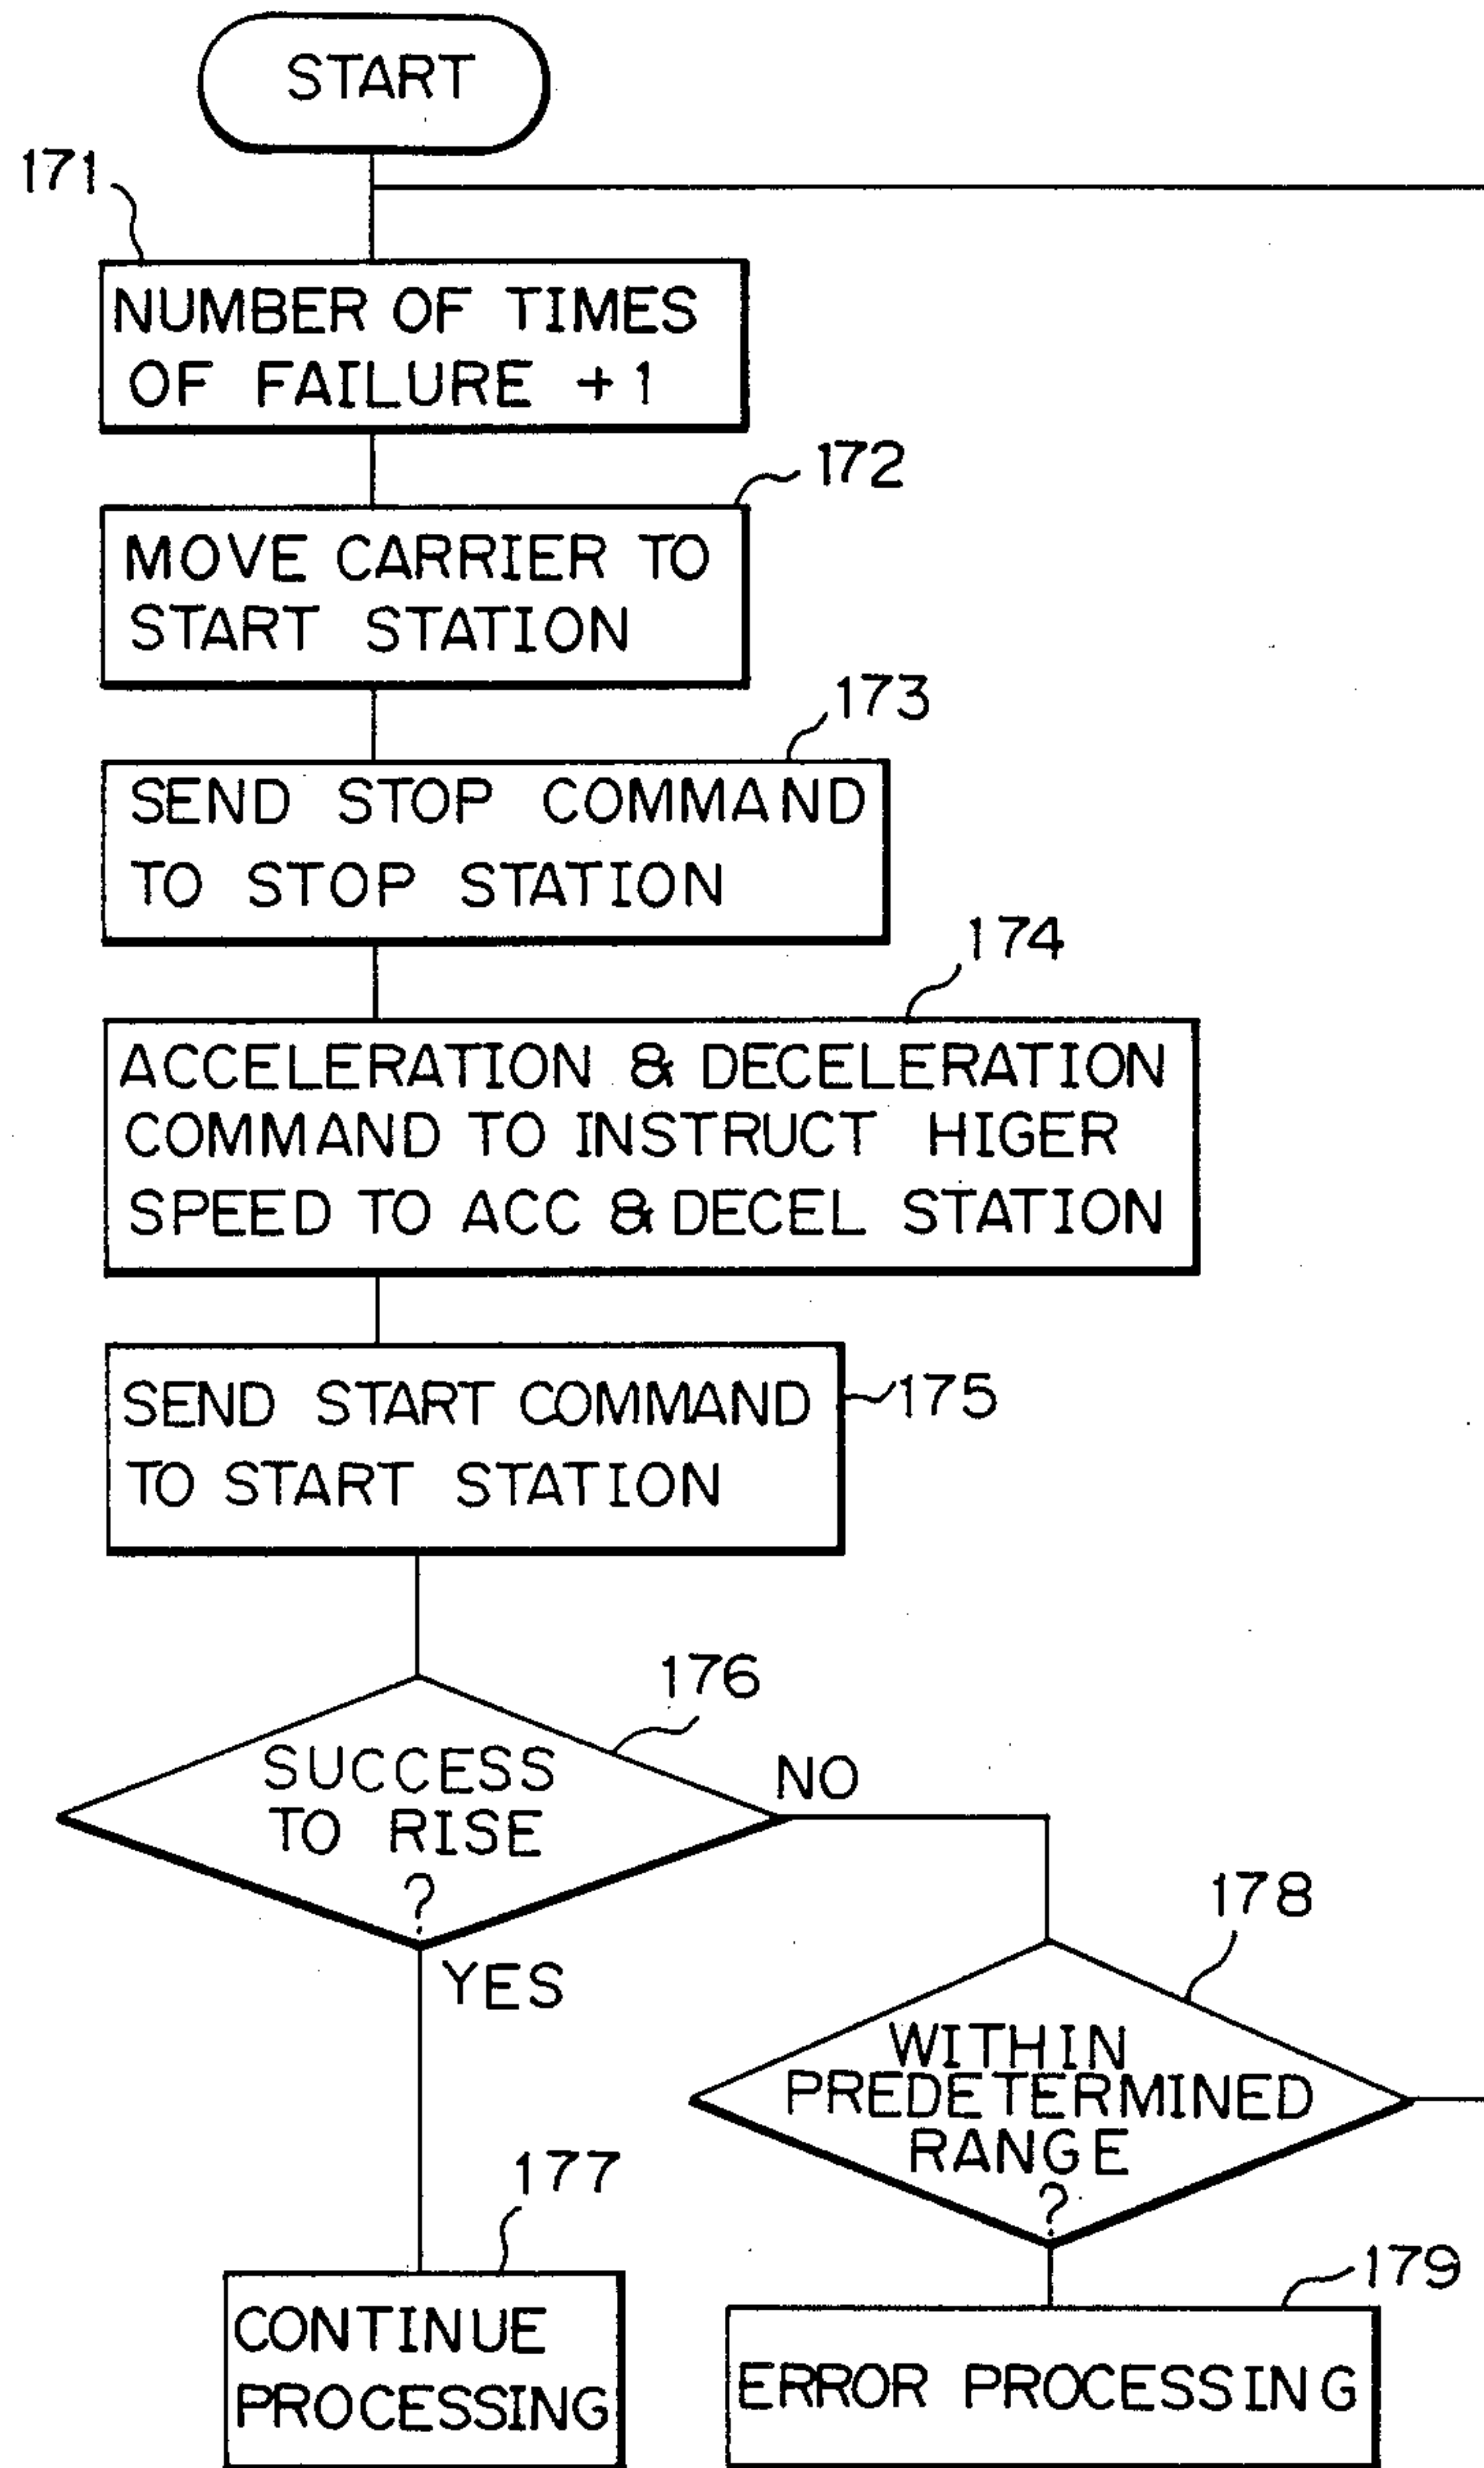 START
171
NUMBER OF TIMES
OF FAILURE +1
172
MOVE CARRIER TO
START STATION
173
SEND STOP COMMAND
TO STOP STATION
174
ACCELERATION & DECELERATION
COMMAND TO INSTRUCT HIGER
SPEED TO ACC & DECEL STATION
SEND START COMMAND
175
TO START STATION
176
SUCCESS
NO
TO RISE
?
YES
178
WITHIN
PREDETERMINED
RANGE
?
177
CONTINUE
PROCESSING
179
ERROR PROCESSING